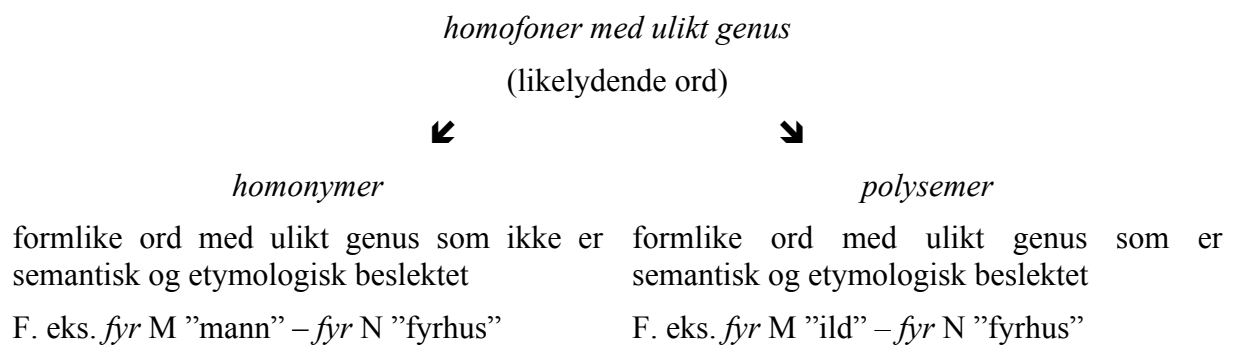 homofoner med ulikt genus
(likelydende ord)
homonymer
formlike ord med ulikt genus som ikke er
semantisk og etymologisk beslektet
F. eks. fyr M ”mann” – fyr N ”fyrhus”
polysemer
formlike ord med ulikt genus som er
semantisk og etymologisk beslektet
F. eks. fyr M ”ild” – fyr N ”fyrhus”